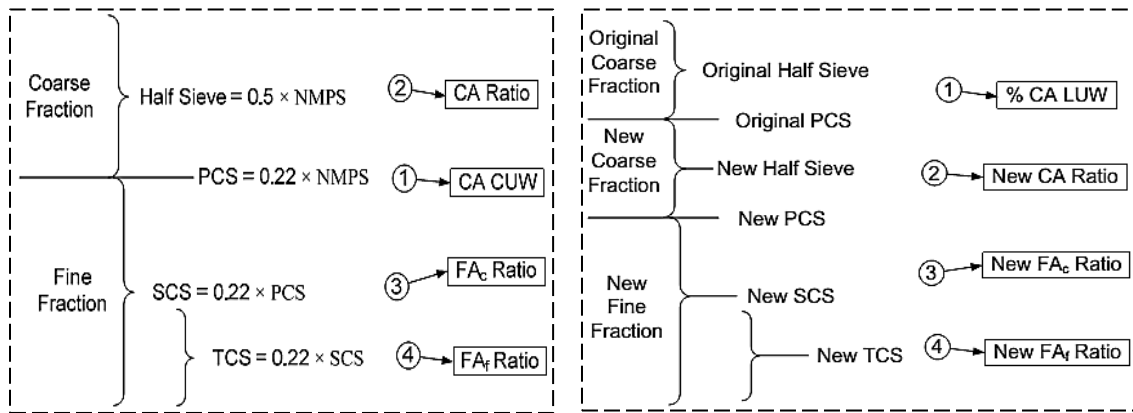 Coarse
Fraction
Half Sieve = 0.5 × NMPS
② CA Ratio
PCS = 0.22 × NMPS
① CA CUW
Fine
Fraction
SCS = 0.22 × PCS
③ FAc Ratio
TCS = 0.22 × SCS
④ FAf Ratio
Original
Coarse
Fraction
Original Half Sieve
① % CA LUW
Original PCS
New
Coarse
Fraction
New Half Sieve
② New CA Ratio
New PCS
New
Fine
Fraction
③ New FAc Ratio
New SCS
New TCS
④ New FAf Ratio